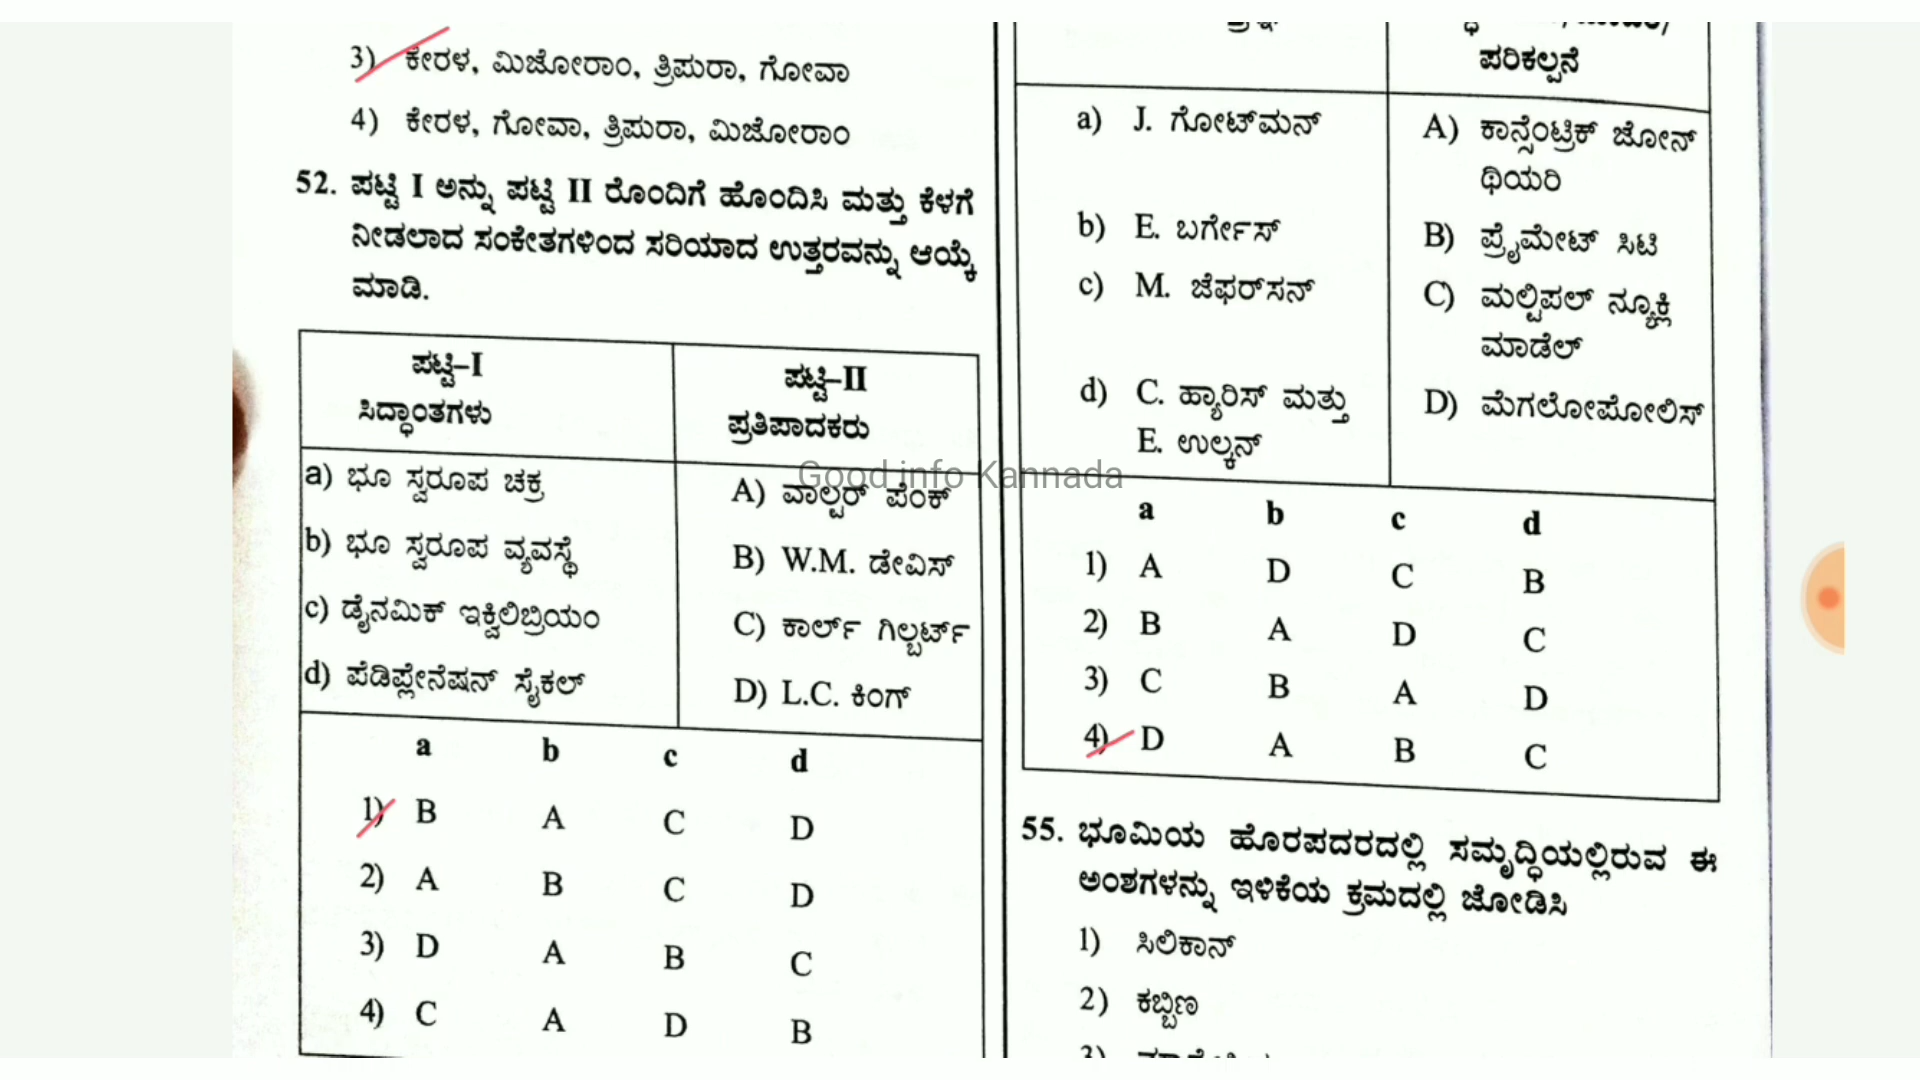 3) ಕೇರಳ, ಮಿಜೋರಾಂ, ತ್ರಿಪುರಾ, ಗೋವಾ
4) ಕೇರಳ, ಗೋವಾ, ತ್ರಿಪುರಾ, ಮಿಜೋರಾಂ
52. ಪಟ್ಟಿ I ಅನ್ನು ಪಟ್ಟಿ II ರೊಂದಿಗೆ ಹೊಂದಿಸಿ ಮತ್ತು ಕೆಳಗೆ
ನೀಡಲಾದ ಸಂಕೇತಗಳಿಂದ ಸರಿಯಾದ ಉತ್ತರವನ್ನು ಆಯ್ಕೆ
ಮಾಡಿ.
ಪಟ್ಟಿ–I ಪಟ್ಟಿ–II
ಸಿದ್ಧಾಂತಗಳು ಪ್ರತಿಪಾದಕರು
a) ಭೂ ಸ್ವರೂಪ ಚಕ್ರ A) ವಾಲ್ಟರ್ ಪೆಂಕ್
b) ಭೂ ಸ್ವರೂಪ ವ್ಯವಸ್ಥೆ B) W.M. ಡೇವಿಸ್
c) ಡೈನಮಿಕ್ ಇಕ್ವಿಲಿಬ್ರಿಯಂ C) ಕಾರ್ಲ್ ಗಿಲ್ಬರ್ಟ್
d) ಪೆಡಿಪ್ಲೇನೆಷನ್ ಸೈಕಲ್ D) L.C. ಕಿಂಗ್
a b c d
1) B A C D
2) A B C D
3) D A B C
4) C A D B
ಪರಿಕಲ್ಪನೆ
a) J. ಗೋಟ್‌ಮನ್ A) ಕಾನ್ಸೆಂಟ್ರಿಕ್ ಜೋನ್
ಥಿಯರಿ
b) E. ಬರ್ಗೇಸ್ B) ಪ್ರೈಮೇಟ್ ಸಿಟಿ
c) M. ಜೆಫರ್‌ಸನ್ C) ಮಲ್ಟಿಪಲ್ ನ್ಯೂಕ್ಲಿ
ಮಾಡೆಲ್
d) C. ಹ್ಯಾರಿಸ್ ಮತ್ತು D) ಮೆಗಲೋಪೋಲಿಸ್
E. ಉಲ್ಕನ್
a b c d
1) A D C B
2) B A D C
3) C B A D
4) D A B C
55. ಭೂಮಿಯ ಹೊರಪದರದಲ್ಲಿ ಸಮೃದ್ಧಿಯಲ್ಲಿರುವ ಈ
ಅಂಶಗಳನ್ನು ಇಳಿಕೆಯ ಕ್ರಮದಲ್ಲಿ ಜೋಡಿಸಿ
1) ಸಿಲಿಕಾನ್
2) ಕಬ್ಬಿಣ
Good info Kannada